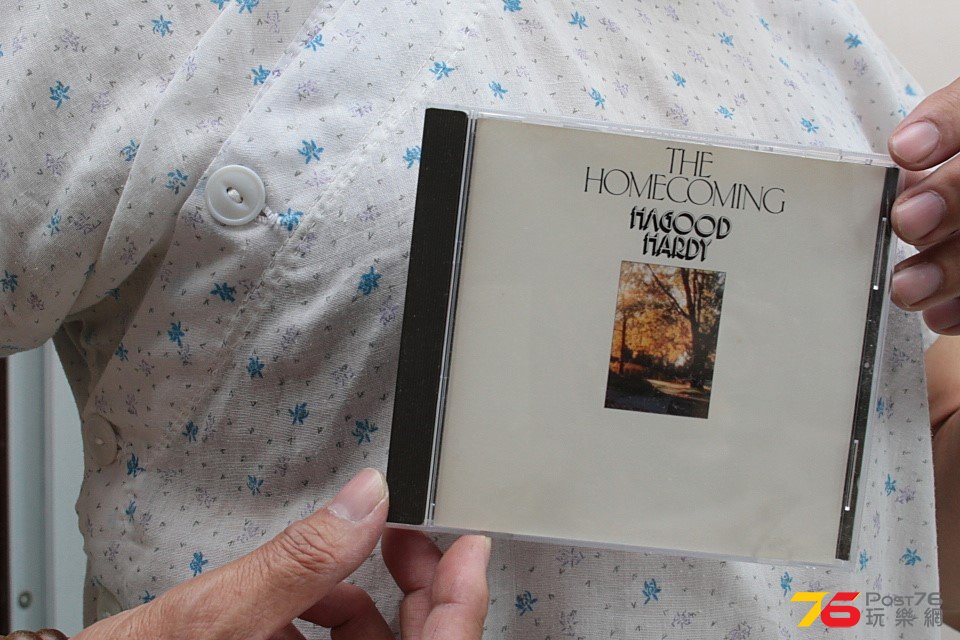 THE
HOMECOMING
HAGOOD
HARDY
76 Post76
玩樂網